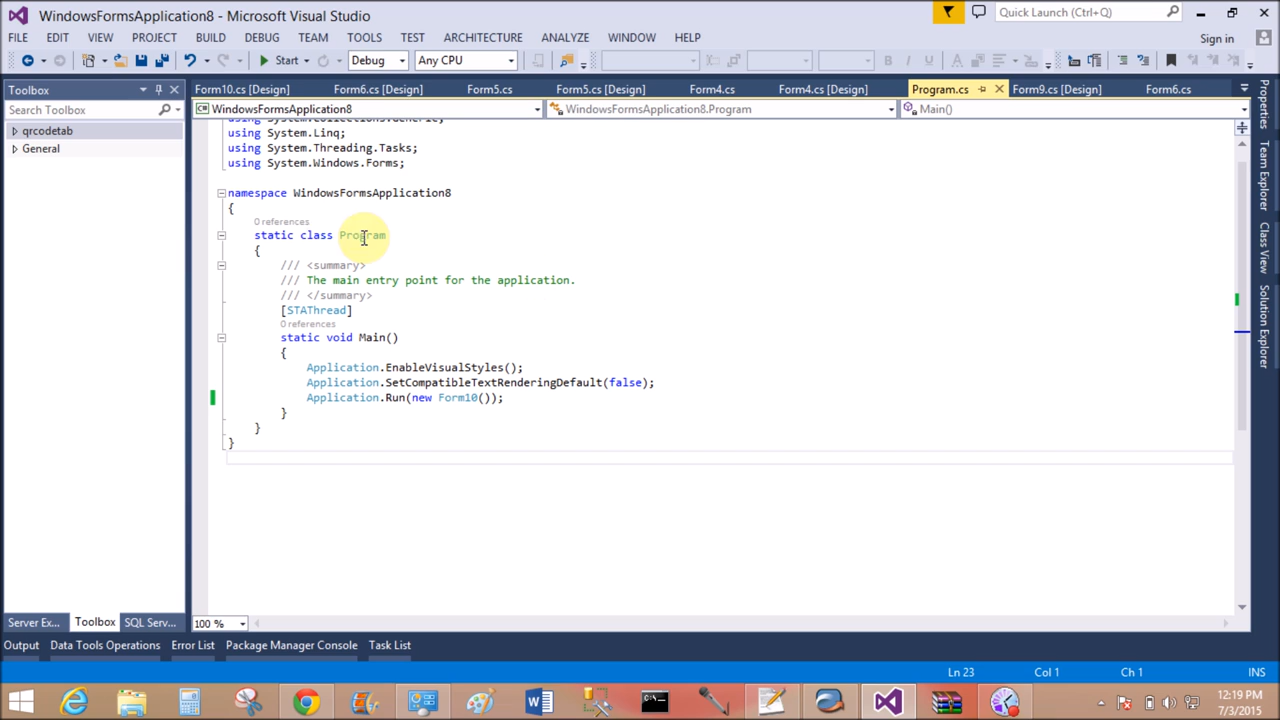 WindowsFormsApplication8 - Microsoft Visual Studio
Quick Launch (Ctrl+Q)
FILE EDIT VIEW PROJECT BUILD DEBUG TEAM TOOLS TEST ARCHITECTURE ANALYZE WINDOW HELP
Sign in
Start Debug Any CPU
Toolbox
Form10.cs [Design] Form6.cs [Design] Form5.cs Form5.cs [Design] Form4.cs Form4.cs [Design] Program.cs Form9.cs [Design] Form6.cs
Search Toolbox
WindowsFormsApplication8 WindowsFormsApplication8.Program Main()
qrcodetab
General
using System.Collections.Generic;
using System.Linq;
using System.Threading.Tasks;
using System.Windows.Forms;
namespace WindowsFormsApplication8
{
0 references
static class Program
{
/// <summary>
/// The main entry point for the application.
/// </summary>
[STAThread]
0 references
static void Main()
{
Application.EnableVisualStyles();
Application.SetCompatibleTextRenderingDefault(false);
Application.Run(new Form10());
}
}
}
Properties
Team Explorer
Class View
Solution Explorer
Server Ex... Toolbox SQL Serv...
100 %
Output Data Tools Operations Error List Package Manager Console Task List
Ln 23 Col 1 Ch 1 INS
12:19 PM
7/3/2015